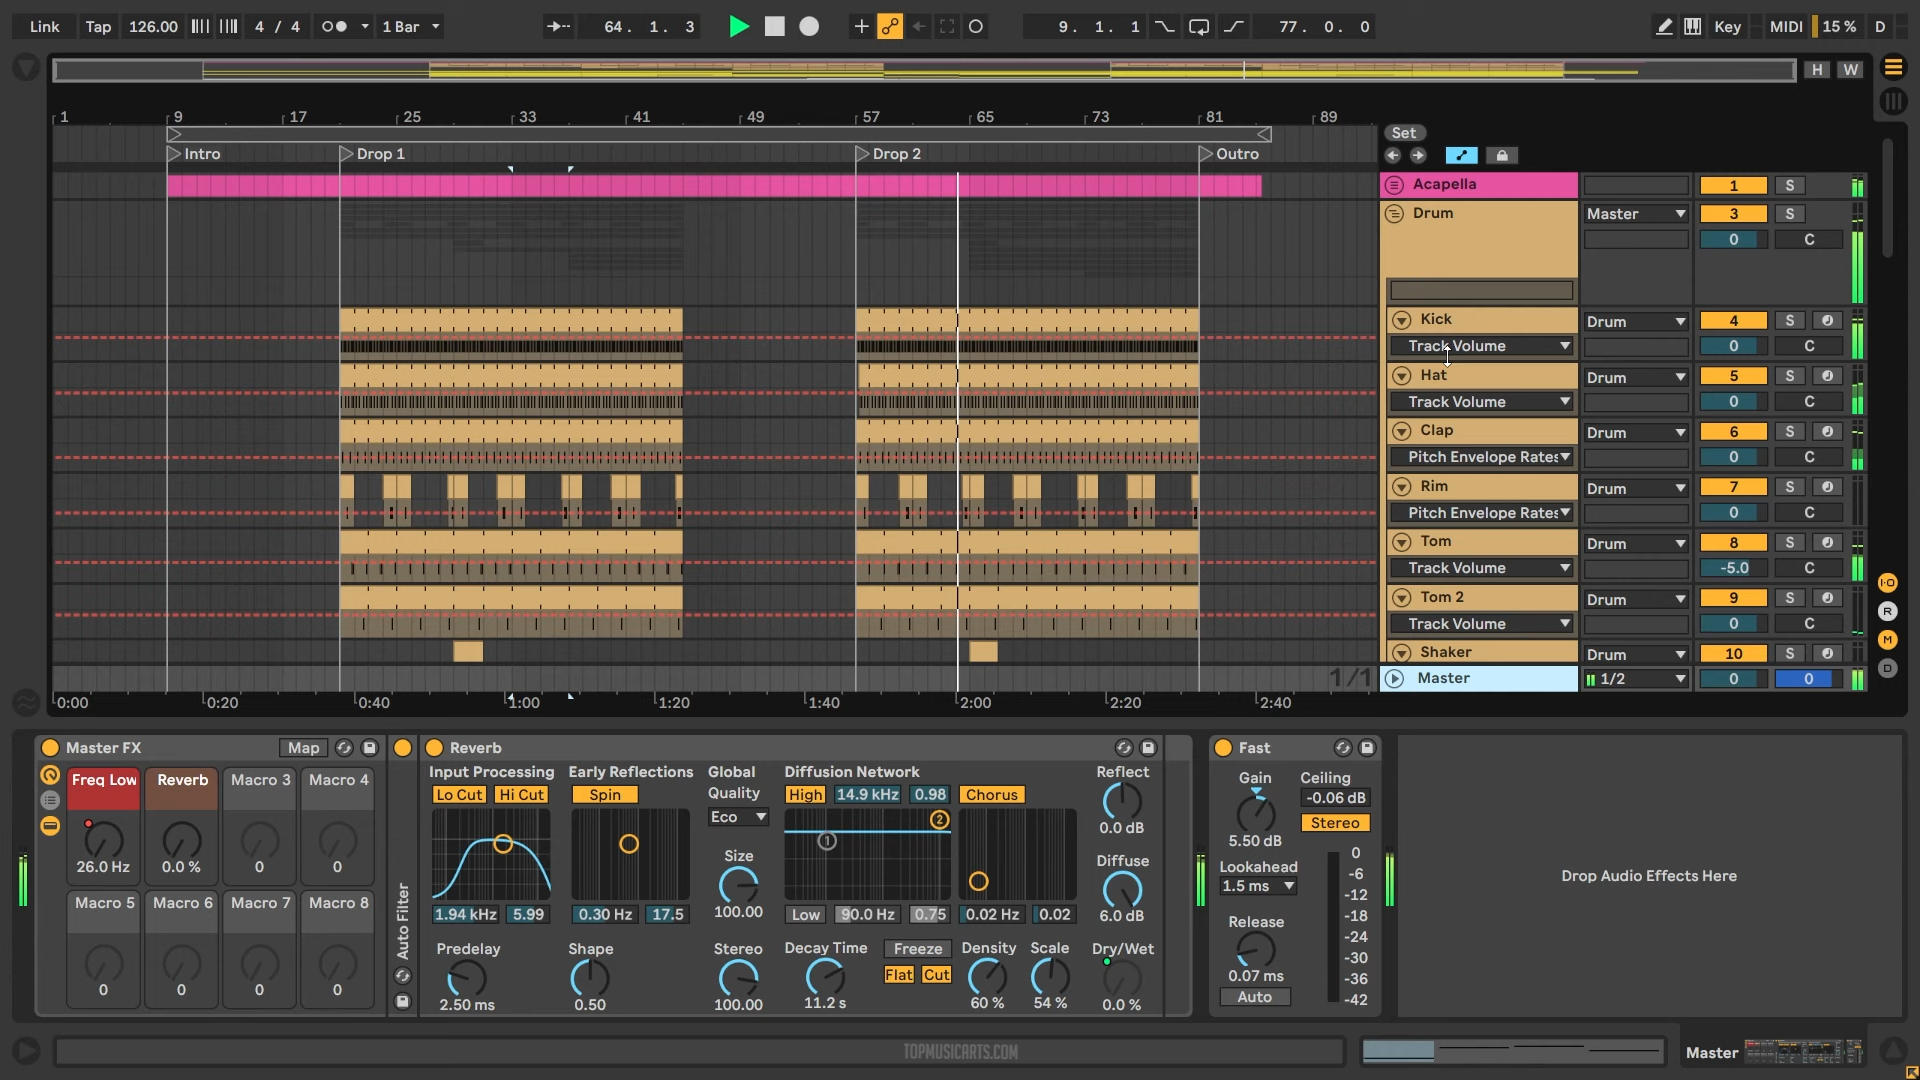 Link Tap 126.00 4 / 4 1 Bar 64. 1. 3 9. 1. 1 77. 0. 0 Key MIDI 15 % D
H W
1 9 17 25 33 41 49 57 65 73 81 89
Set
Intro Drop 1 Drop 2 Outro
Acapella 1 S
Drum Master 3 S
0 C
Kick Drum 4 S
Track Volume 0 C
Hat Drum 5 S
Track Volume 0 C
Clap Drum 6 S
Pitch Envelope Rates 0 C
Rim Drum 7 S
Pitch Envelope Rates 0 C
Tom Drum 8 S
Track Volume -5.0 C
I·O
Tom 2 Drum 9 S
R
Track Volume 0 C
M
Shaker Drum 10 S
D
1/1 Master 1/2 0 0
0:00 0:20 0:40 1:00 1:20 1:40 2:00 2:20 2:40
Master FX Map
Freq Low Reverb Macro 3 Macro 4
26.0 Hz 0.0 % 0 0
Macro 5 Macro 6 Macro 7 Macro 8
0 0 0 0
Auto Filter
Reverb
Input Processing Early Reflections Global Diffusion Network Reflect
Lo Cut Hi Cut Spin Quality High 14.9 kHz 0.98 Chorus
Eco 2 0.0 dB
1
Size Diffuse
1.94 kHz 5.99 0.30 Hz 17.5 100.00 Low 90.0 Hz 0.75 0.02 Hz 0.02 6.0 dB
Predelay Shape Stereo Decay Time Freeze Density Scale Dry/Wet
Flat Cut
2.50 ms 0.50 100.00 11.2 s 60 % 54 % 0.0 %
Fast
Gain Ceiling
-0.06 dB
Stereo
5.50 dB
Lookahead
1.5 ms
Release
0.07 ms
Auto
0
-6
-12
-18
-24
-30
-36
-42
Drop Audio Effects Here
TOPMUSICARTS.COM
Master